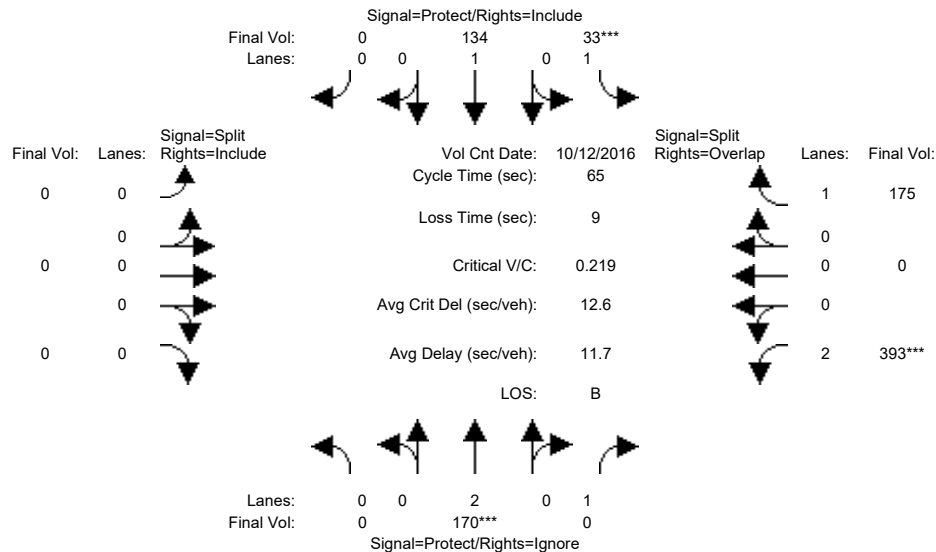 Signal=Protect/Rights=Include
Final Vol: 0 134 33***
Lanes: 0 0 1 0 1
Signal=Split
Final Vol: Lanes: Rights=Include
Vol Cnt Date: 10/12/2016
Signal=Split
Rights=Overlap Lanes: Final Vol:
Cycle Time (sec): 65
0 0
1 175
Loss Time (sec): 9
0
0
0 0
Critical V/C: 0.219
0 0
0
Avg Crit Del (sec/veh): 12.6
0
0 0
Avg Delay (sec/veh): 11.7
2 393***
LOS: B
Lanes: 0 0 2 0 1
Final Vol: 0 170*** 0
Signal=Protect/Rights=Ignore